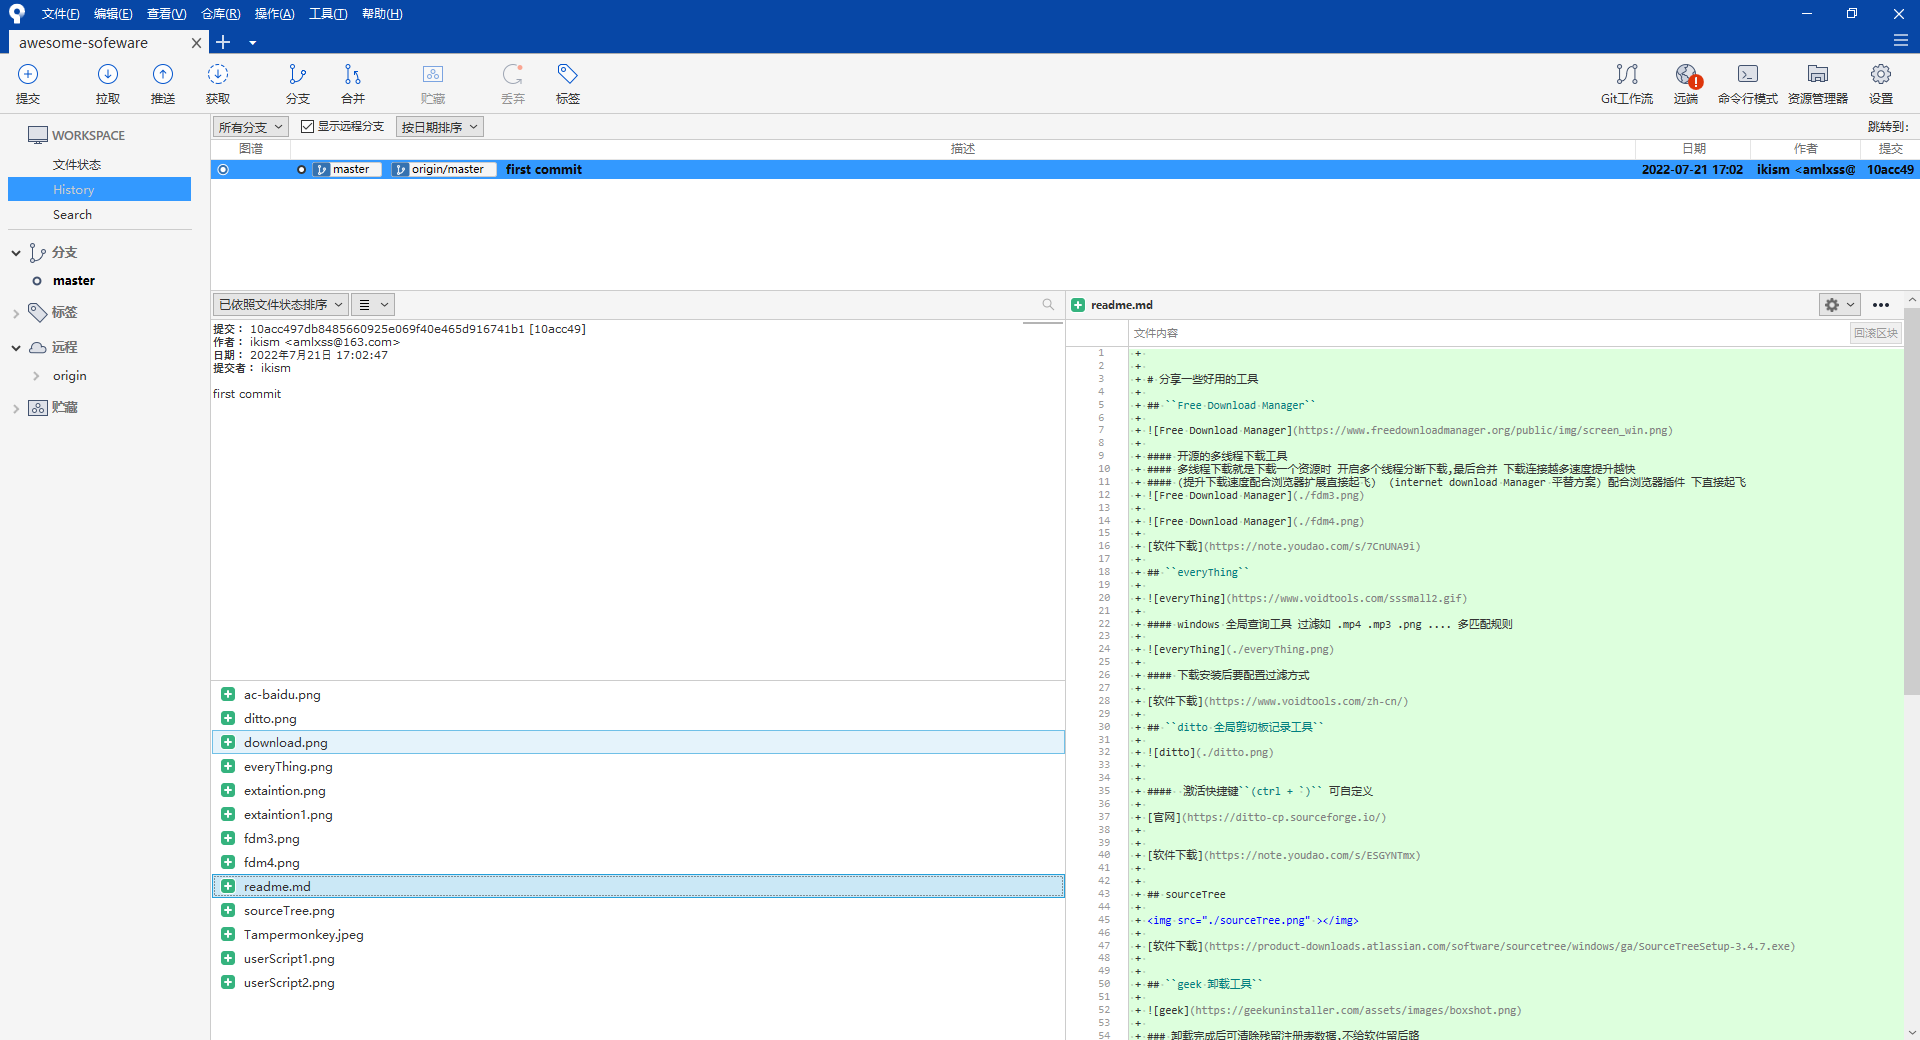 文件(F) 编辑(E) 查看(V) 仓库(R) 操作(A) 工具(T) 帮助(H)
awesome-sofeware
提交 拉取 推送 获取 分支 合并 贮藏 丢弃 标签 Git工作流 远端 命令行模式 资源管理器 设置
WORKSPACE
文件状态
History
Search
分支
master
标签
远程
origin
贮藏
所有分支 显示远程分支 按日期排序 跳转到:
图谱 描述 日期 作者 提交
master origin/master first commit 2022-07-21 17:02 ikism <amlxss@ 10acc49
已依照文件状态排序
提交: 10acc497db8485660925e069f40e465d916741b1 [10acc49]
作者: ikism <amlxss@163.com>
日期: 2022年7月21日 17:02:47
提交者: ikism
first commit
ac-baidu.png
ditto.png
download.png
everyThing.png
extaintion.png
extaintion1.png
fdm3.png
fdm4.png
readme.md
sourceTree.png
Tampermonkey.jpeg
userScript1.png
userScript2.png
readme.md
文件内容 回滚区块
1 +
2 +
3 + # 分享一些好用的工具
4 +
5 + ## ``Free Download Manager``
6 +
7 + ![Free Download Manager](https://www.freedownloadmanager.org/public/img/screen_win.png)
8 +
9 + #### 开源的多线程下载工具
10 + #### 多线程下载就是下载一个资源时 开启多个线程分断下载,最后合并 下载连接越多速度提升越快
11 + #### (提升下载速度配合浏览器扩展直接起飞) (internet download Manager 平替方案) 配合浏览器插件 下直接起飞
12 + ![Free Download Manager](./fdm3.png)
13 +
14 + ![Free Download Manager](./fdm4.png)
15 +
16 + [软件下载](https://note.youdao.com/s/7CnUNA9i)
17 +
18 + ## ``everyThing``
19 +
20 + ![everyThing](https://www.voidtools.com/sssmall2.gif)
21 +
22 + #### windows 全局查询工具 过滤如 .mp4 .mp3 .png .... 多匹配规则
23 +
24 + ![everyThing](./everyThing.png)
25 +
26 + #### 下载安装后要配置过滤方式
27 +
28 + [软件下载](https://www.voidtools.com/zh-cn/)
29 +
30 + ## ``ditto 全局剪切板记录工具``
31 +
32 + ![ditto](./ditto.png)
33 +
34 +
35 + #### 激活快捷键``(ctrl + `)`` 可自定义
36 +
37 + [官网](https://ditto-cp.sourceforge.io/)
38 +
39 +
40 + [软件下载](https://note.youdao.com/s/ESGYNTmx)
41 +
42 +
43 + ## sourceTree
44 +
45 + <img src="./sourceTree.png" ></img>
46 +
47 + [软件下载](https://product-downloads.atlassian.com/software/sourcetree/windows/ga/SourceTreeSetup-3.4.7.exe)
48 +
49 +
50 + ## ``geek 卸载工具``
51 +
52 + ![geek](https://geekuninstaller.com/assets/images/boxshot.png)
53 +
54 + ### 卸载完成后可清除残留注册表数据,不给软件留后路